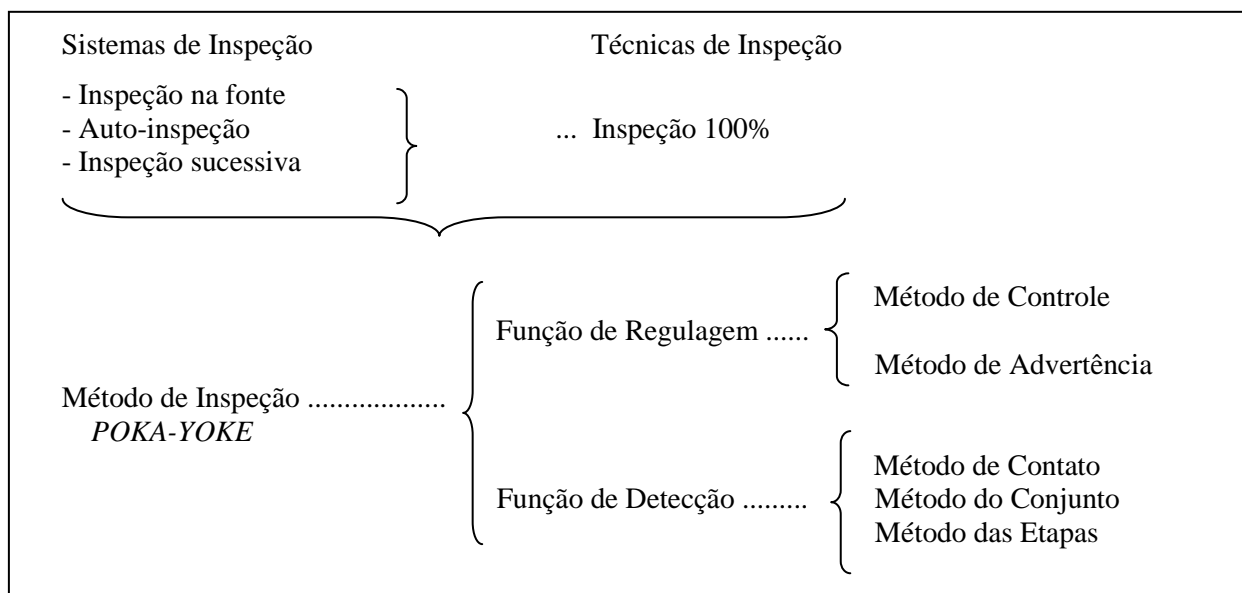 Sistemas de Inspeção Técnicas de Inspeção
- Inspeção na fonte
- Auto-inspeção ... Inspeção 100%
- Inspeção sucessiva
Método de Controle
Função de Regulagem ......
Método de Advertência
Método de Inspeção ...................
POKA-YOKE
Método de Contato
Função de Detecção ......... Método do Conjunto
Método das Etapas